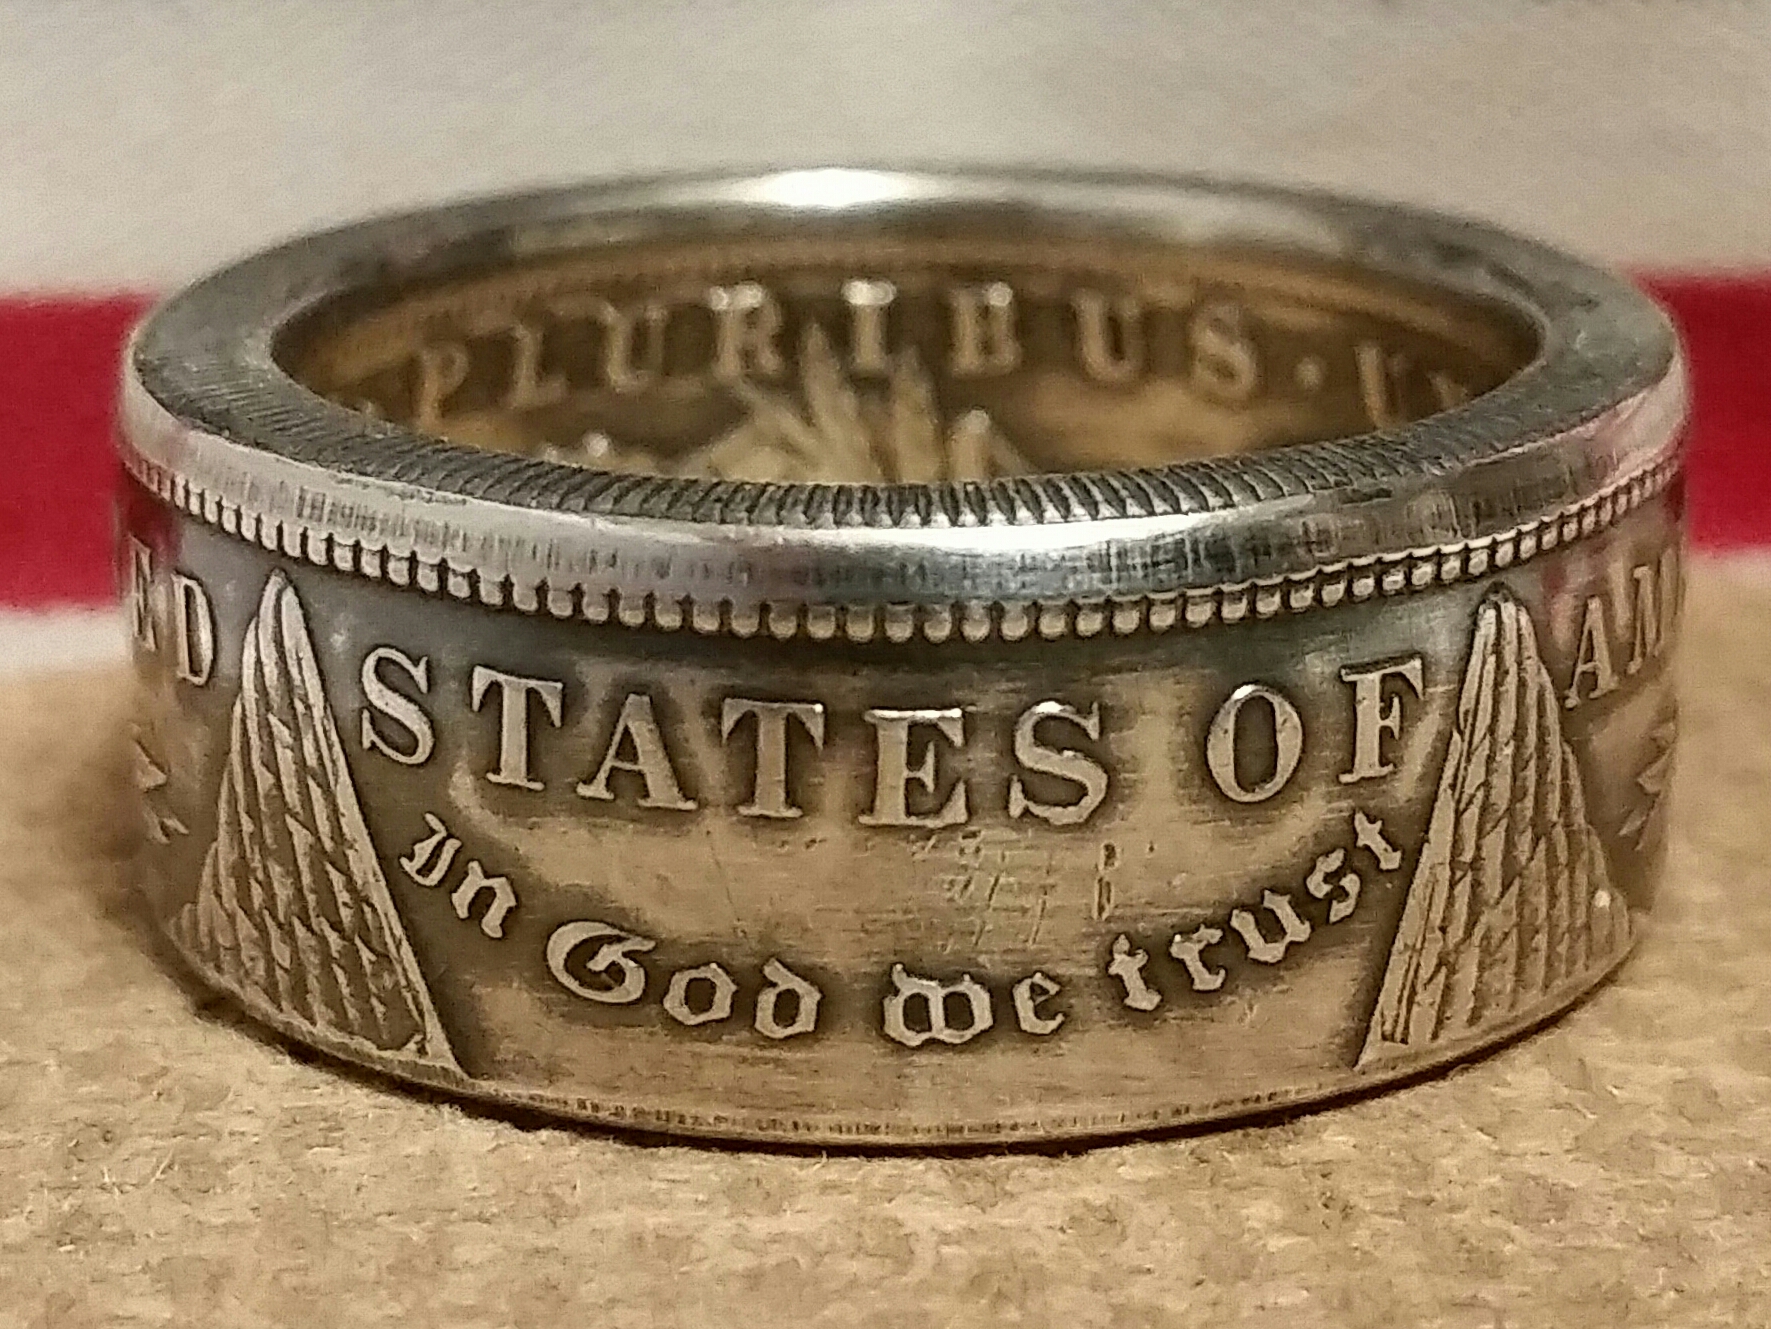 PLURIBUS · U
ED STATES OF AM
In God we trust